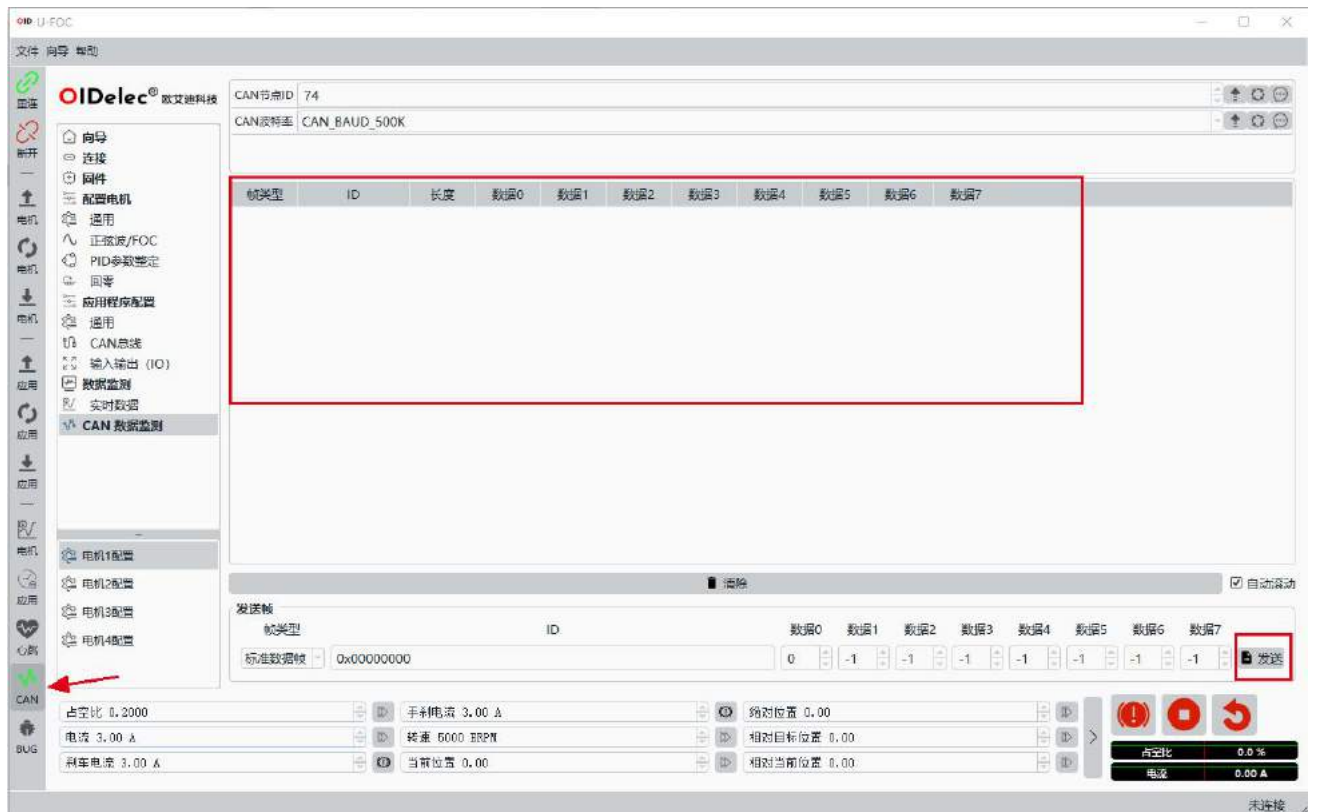 OID U-FOC
文件 向导 帮助
重连
断开
电机
电机
电机
应用
应用
应用
电机
应用
心跳
CAN
BUG
OIDelec® 欧艾迪科技
向导
连接
固件
配置电机
通用
正弦波/FOC
PID参数整定
回零
应用程序配置
通用
CAN总线
输入输出 (IO)
数据监测
实时数据
CAN 数据监测
电机1配置
电机2配置
电机3配置
电机4配置
CAN节点ID 74
CAN波特率 CAN_BAUD_500K
帧类型 ID 长度 数据0 数据1 数据2 数据3 数据4 数据5 数据6 数据7
清除 自动滚动
发送帧
帧类型 ID 数据0 数据1 数据2 数据3 数据4 数据5 数据6 数据7
标准数据帧 0x00000000 0 -1 -1 -1 -1 -1 -1 -1 发送
占空比 0.2000 手刹电流 3.00 A 绝对位置 0.00
电流 3.00 A 转速 5000 ERPM 相对目标位置 0.00
刹车电流 3.00 A 当前位置 0.00 相对当前位置 0.00
占空比 0.0 %
电流 0.00 A
未连接